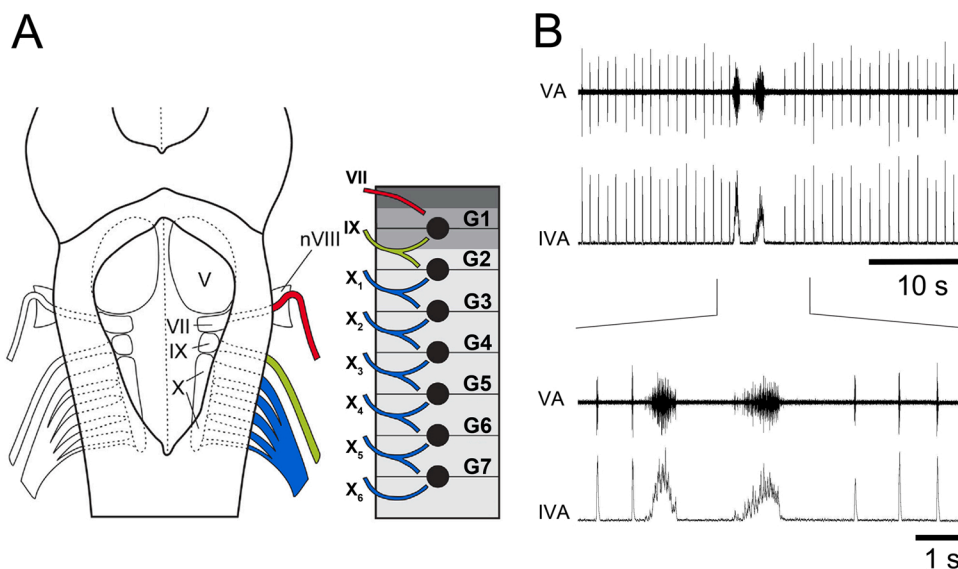 A
nVIII
V
VII
IX
X
VII
IX
X1
X2
X3
X4
X5
X6
G1
G2
G3
G4
G5
G6
G7
B
VA
IVA
10 s
VA
IVA
1 s